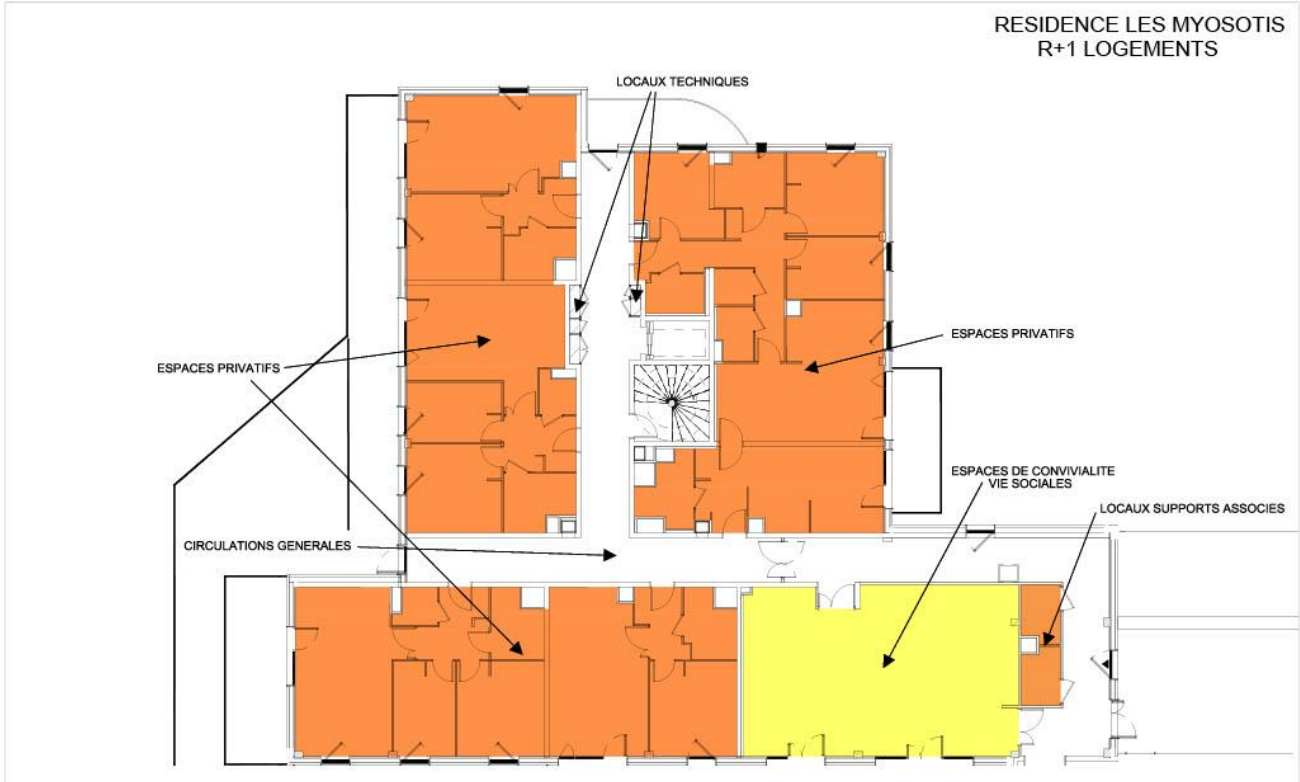 RESIDENCE LES MYOSOTIS
R+1 LOGEMENTS
LOCAUX TECHNIQUES
ESPACES PRIVATIFS
ESPACES PRIVATIFS
ESPACES DE CONVIVIALITE
VIE SOCIALES
LOCAUX SUPPORTS ASSOCIES
CIRCULATIONS GENERALES